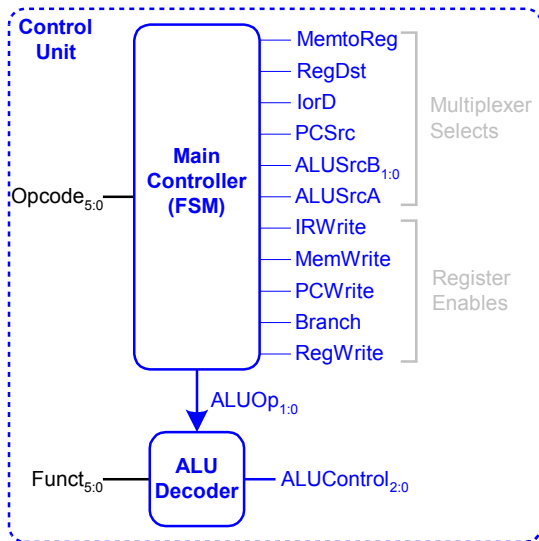 Control
Unit
MemtoReg
RegDst
IorD
PCSrc
ALUSrcB1:0
ALUSrcA
IRWrite
MemWrite
PCWrite
Branch
RegWrite
Multiplexer
Selects
Register
Enables
Main
Controller
(FSM)
Opcode5:0
ALUOp1:0
ALU
Decoder
Funct5:0
ALUControl2:0